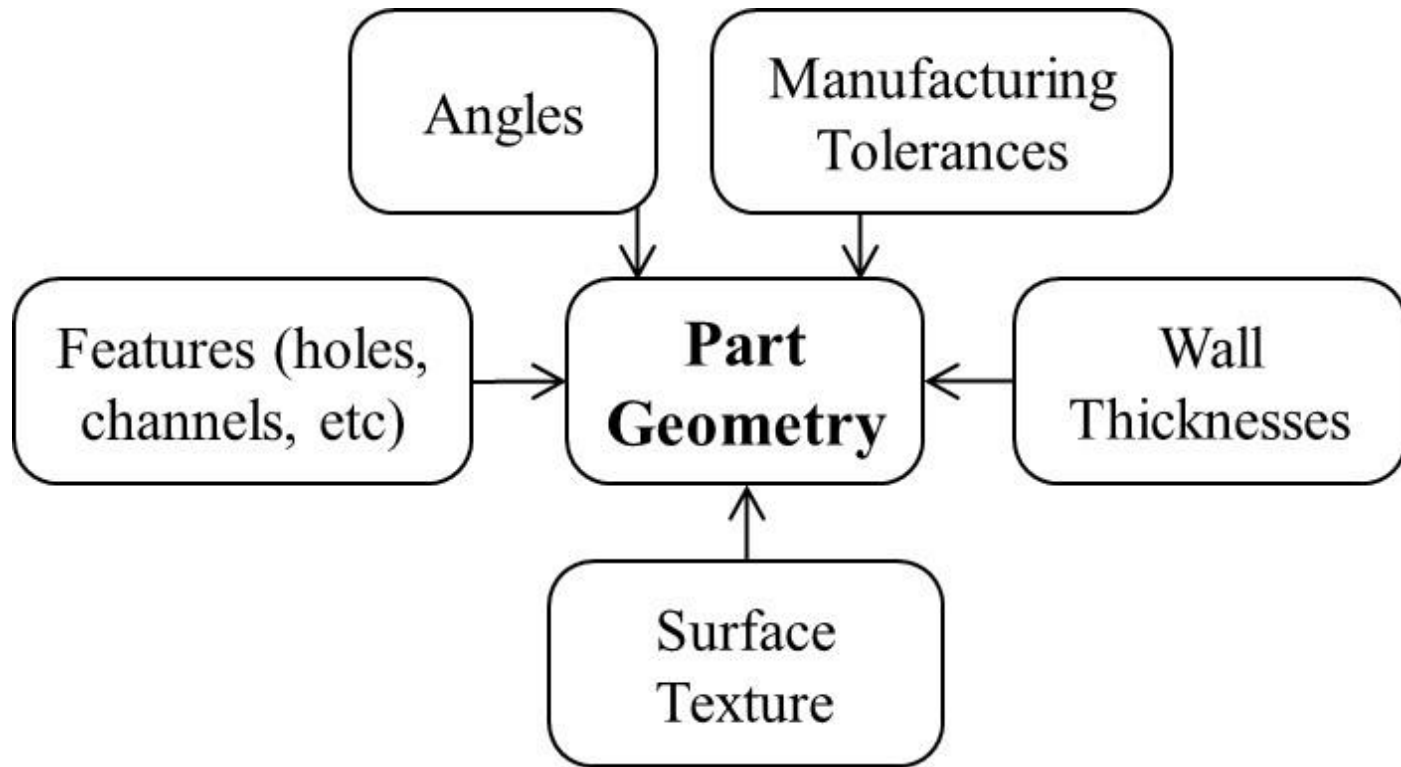 Angles
Manufacturing
Tolerances
Features (holes,
channels, etc)
Part
Geometry
Wall
Thicknesses
Surface
Texture